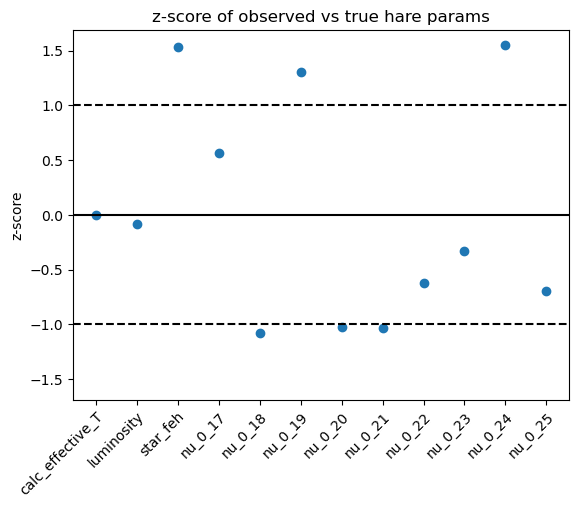 z-score of observed vs true hare params
z-score
1.5
1.0
0.5
0.0
−0.5
−1.0
−1.5
calc_effective_T
luminosity
star_feh
nu_0_17
nu_0_18
nu_0_19
nu_0_20
nu_0_21
nu_0_22
nu_0_23
nu_0_24
nu_0_25